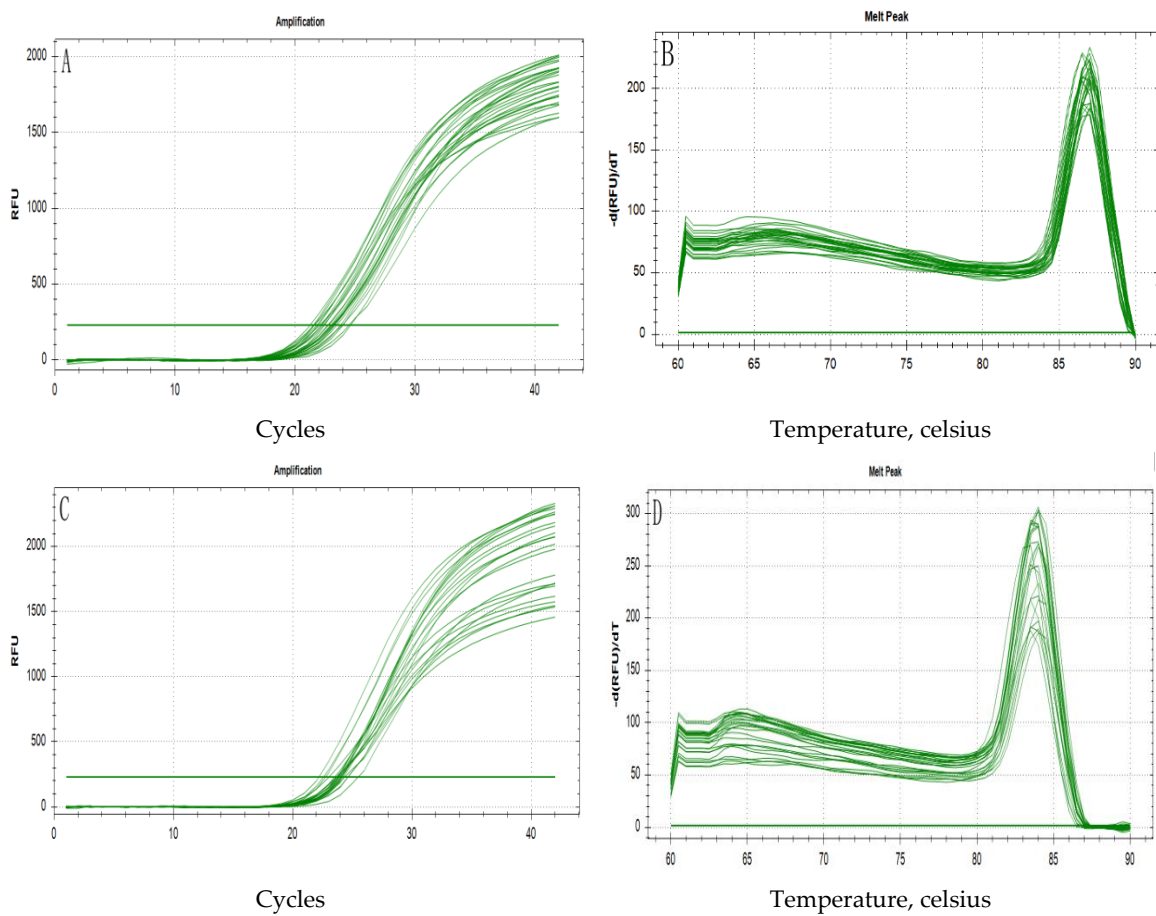 Amplification
A
RFU
2000
1500
1000
500
0
0 10 20 30 40
Cycles
Melt Peak
B
-d(RFU)/dT
200
150
100
50
0
60 65 70 75 80 85 90
Temperature, celsius
Amplification
C
RFU
2000
1500
1000
500
0
0 10 20 30 40
Cycles
Melt Peak
D
-d(RFU)/dT
300
250
200
150
100
50
0
60 65 70 75 80 85 90
Temperature, celsius